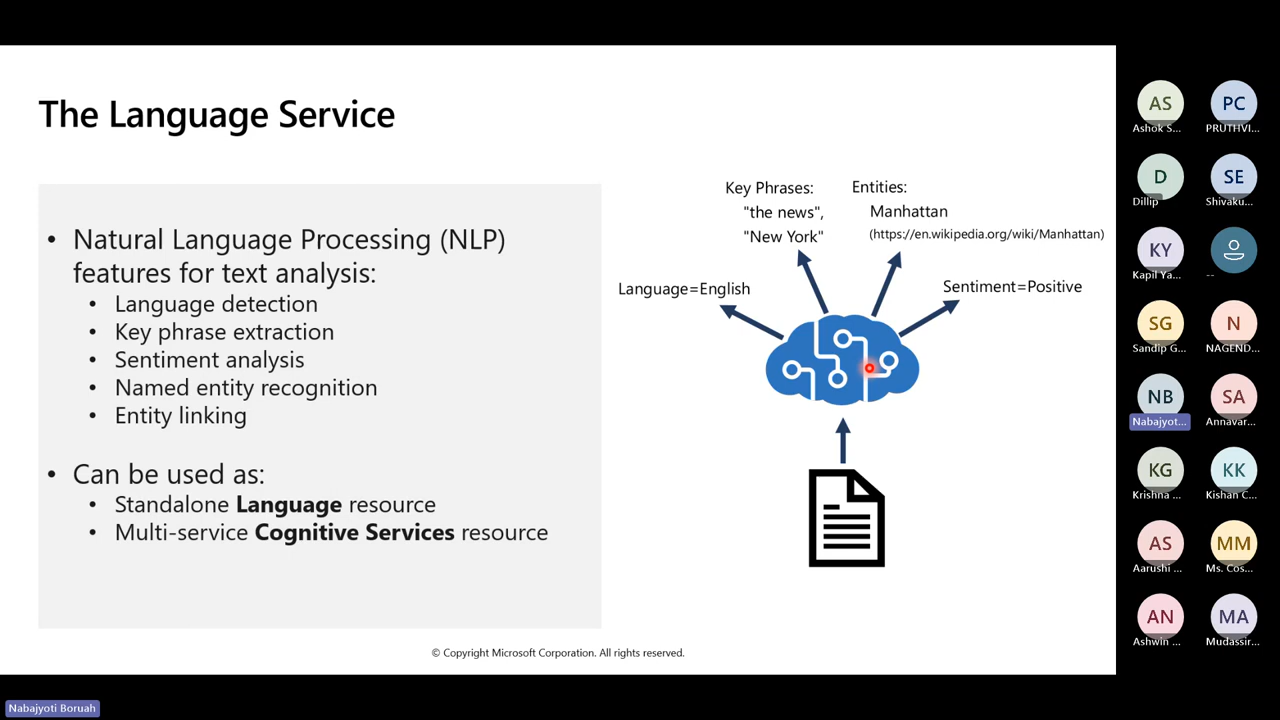 The Language Service
• Natural Language Processing (NLP)
features for text analysis:
• Language detection
• Key phrase extraction
• Sentiment analysis
• Named entity recognition
• Entity linking
• Can be used as:
• Standalone Language resource
• Multi-service Cognitive Services resource
Key Phrases:
"the news",
"New York"
Entities:
Manhattan
(https://en.wikipedia.org/wiki/Manhattan)
Language=English
Sentiment=Positive
© Copyright Microsoft Corporation. All rights reserved.
AS
Ashok S...
PC
PRUTHVI...
D
Dillip
SE
Shivaku...
KY
Kapil Ya...
--
SG
Sandip G...
N
NAGEND...
NB
Nabajyot...
SA
Annavar...
KG
Krishna ...
KK
Kishan C...
AS
Aarushi ...
MM
Ms. Cos...
AN
Ashwin ...
MA
Mudassir...
Nabajyoti Boruah